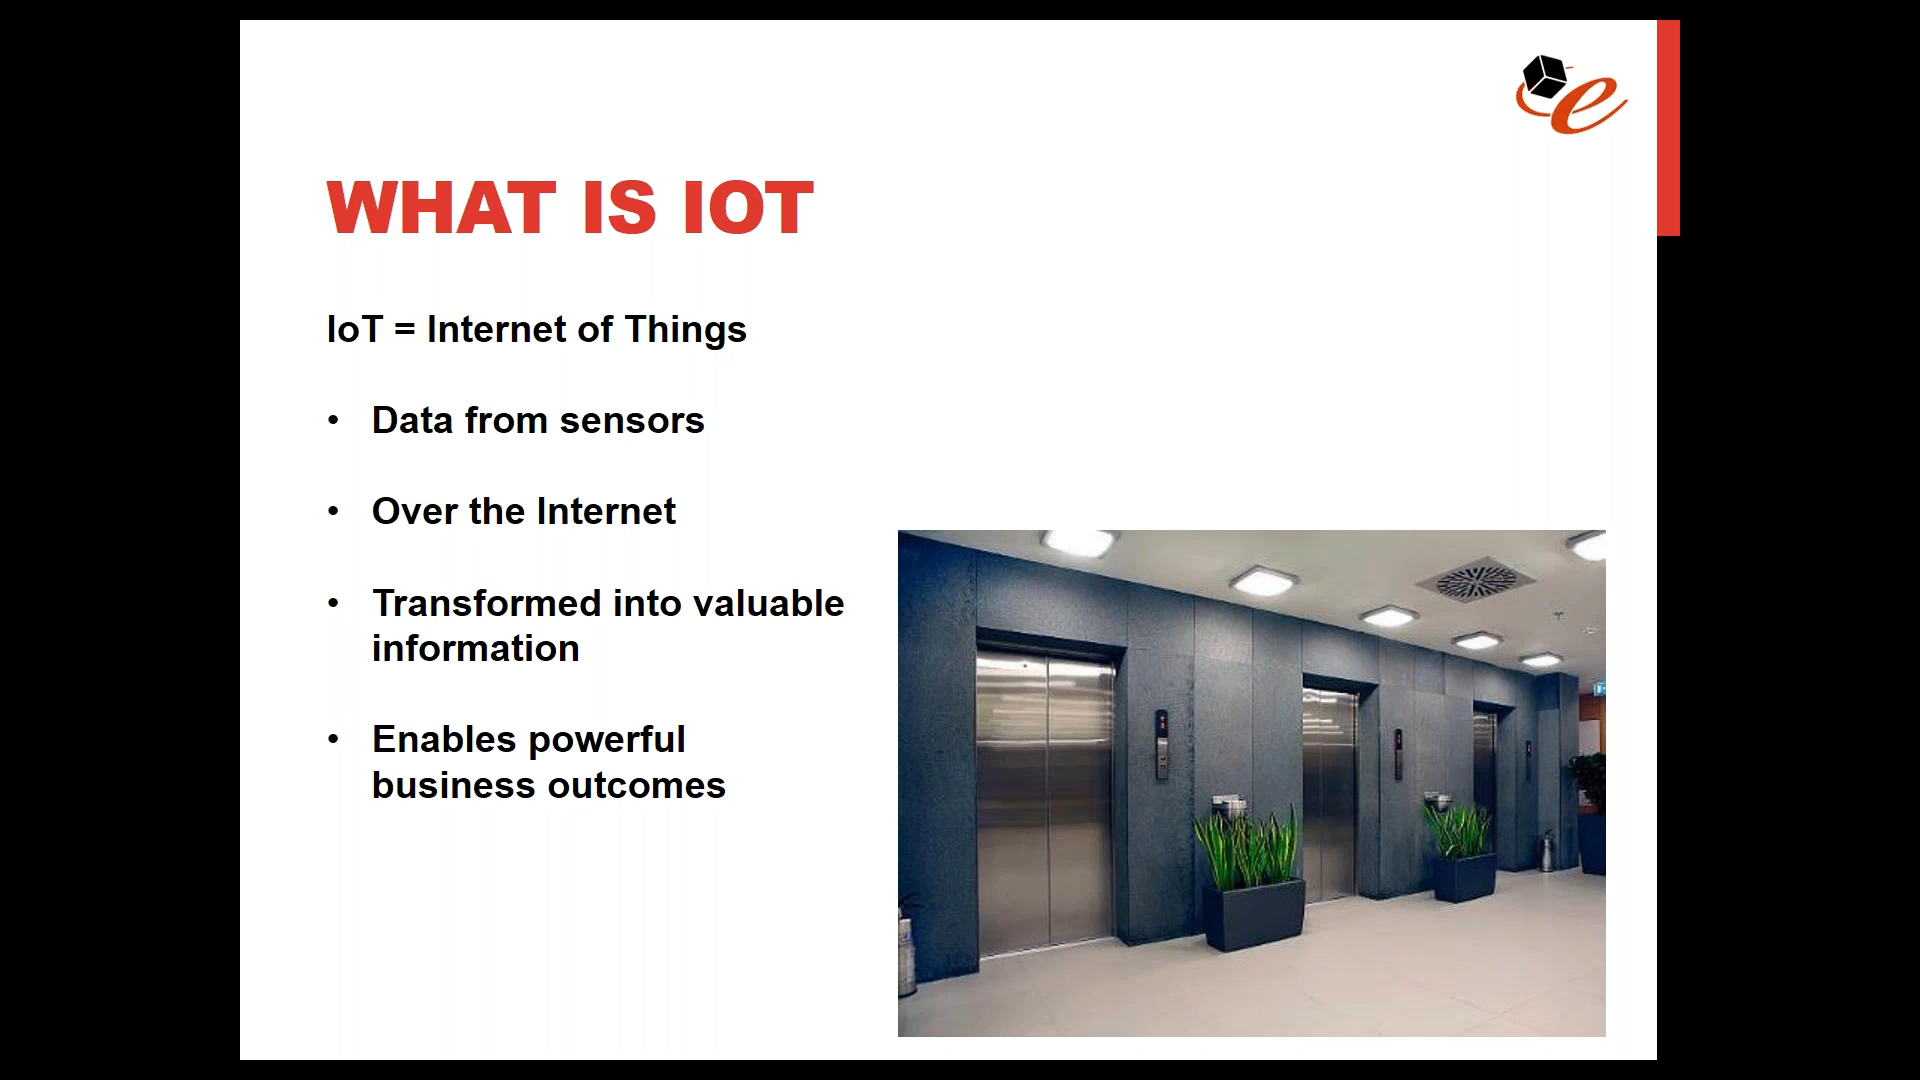 WHAT IS IOT
IoT = Internet of Things
• Data from sensors
• Over the Internet
• Transformed into valuable
information
• Enables powerful
business outcomes
e